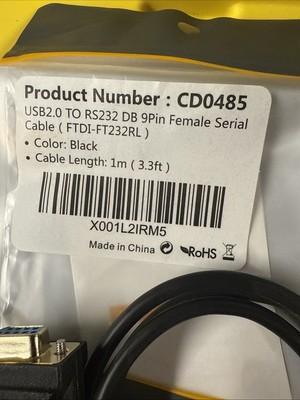 Product Number : CD0485
USB2.0 TO RS232 DB 9Pin Female Serial
Cable ( FTDI-FT232RL )
• Color: Black
• Cable Length: 1m ( 3.3ft )
X001L2IRM5
Made in China RoHS